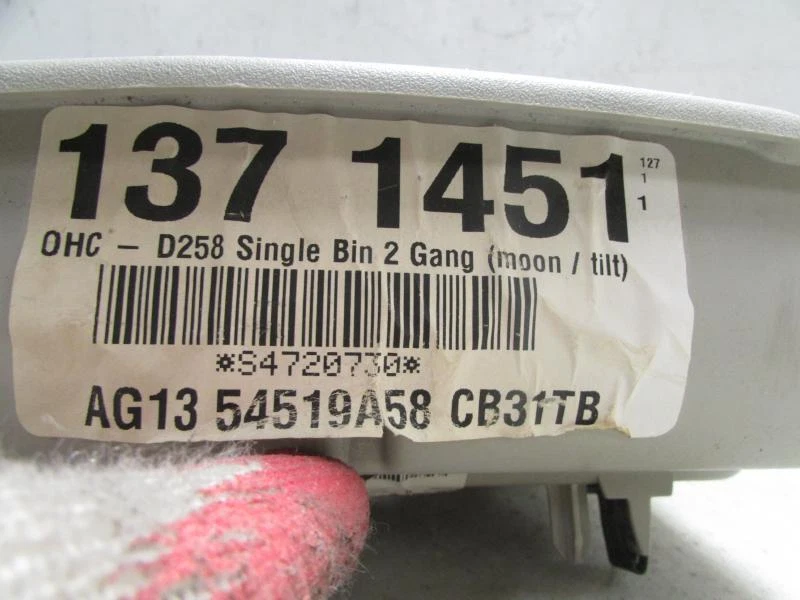 137 1451
127
1
1
OHC - D258 Single Bin 2 Gang (moon / tilt)
*S4720730*
AG13 54519A58 CB31TB